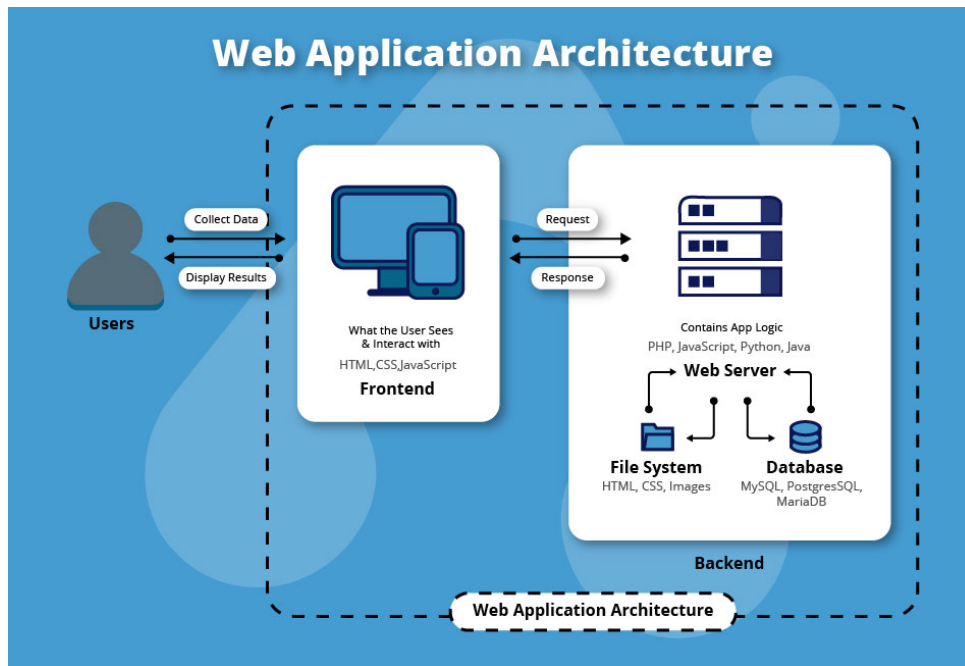 Web Application Architecture
Collect Data
Display Results
Users
What the User Sees
& Interact with
HTML,CSS,JavaScript
Frontend
Request
Response
Contains App Logic
PHP, JavaScript, Python, Java
Web Server
File System
HTML, CSS, Images
Database
MySQL, PostgresSQL,
MariaDB
Backend
Web Application Architecture